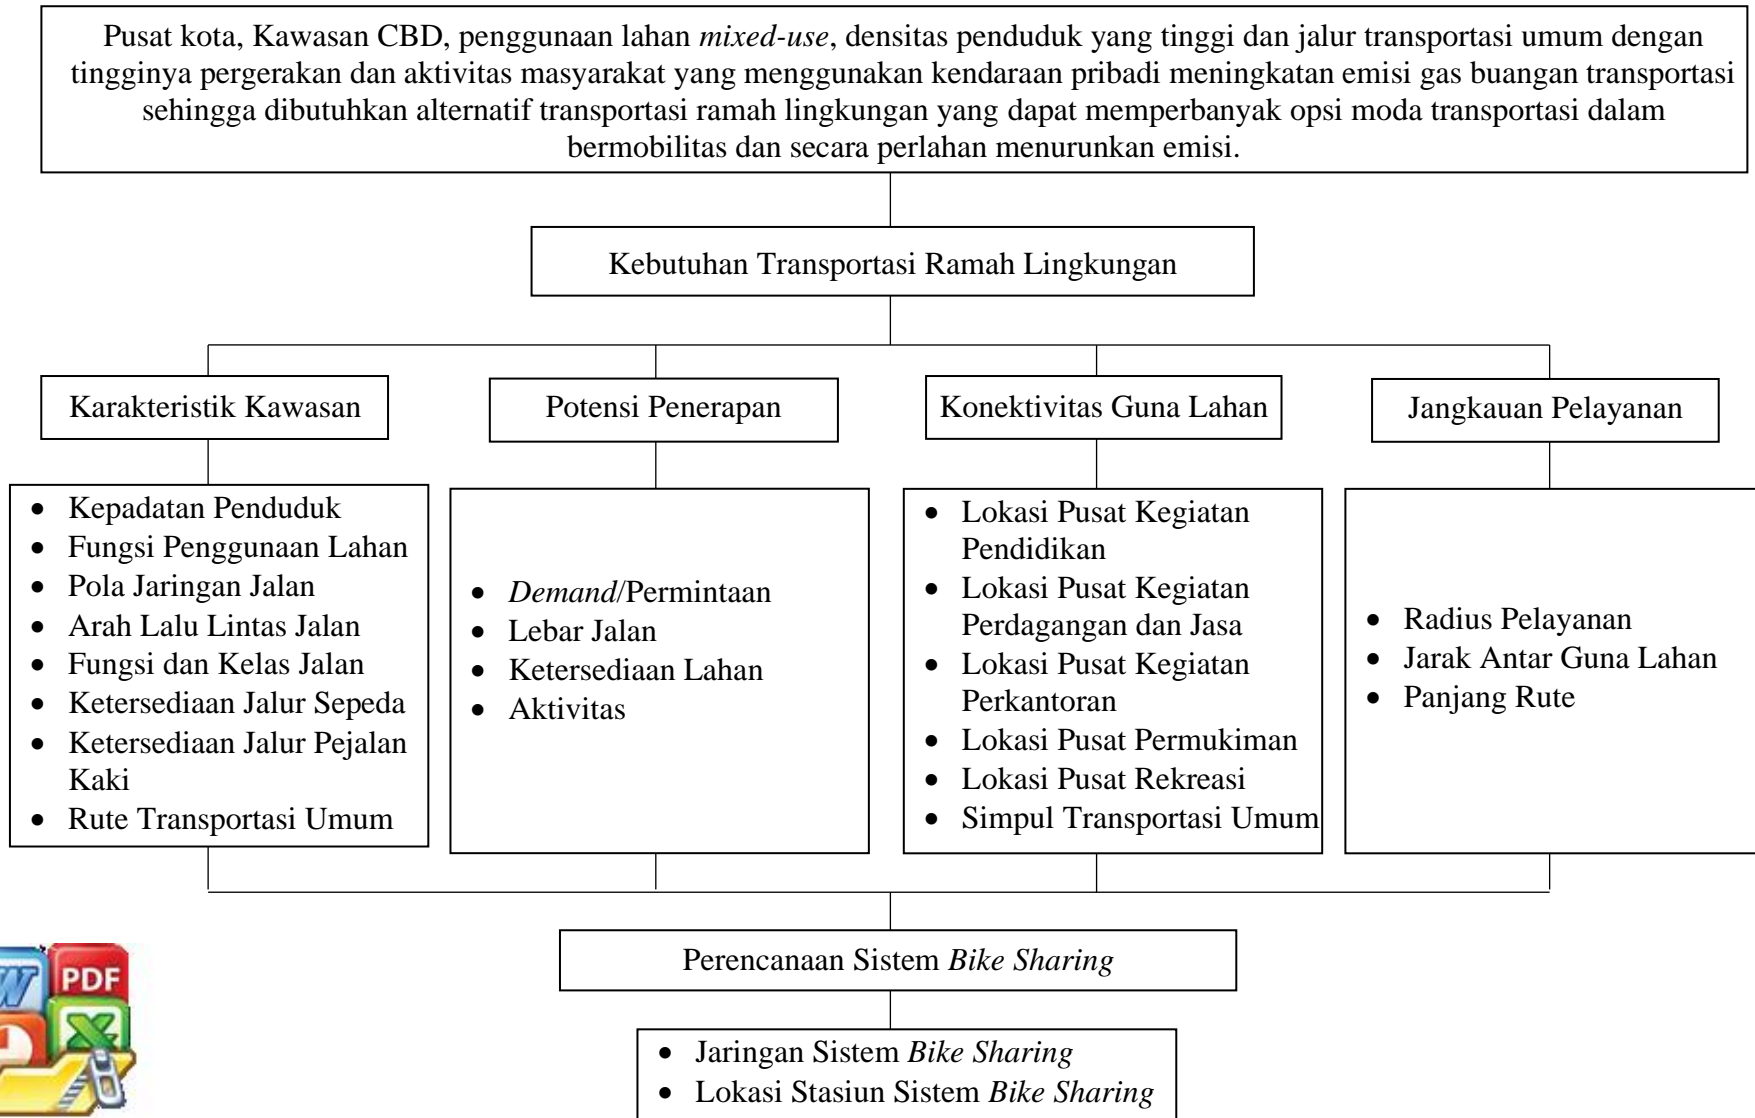 Pusat kota, Kawasan CBD, penggunaan lahan mixed-use, densitas penduduk yang tinggi dan jalur transportasi umum dengan
tingginya pergerakan dan aktivitas masyarakat yang menggunakan kendaraan pribadi meningkatan emisi gas buangan transportasi
sehingga dibutuhkan alternatif transportasi ramah lingkungan yang dapat memperbanyak opsi moda transportasi dalam
bermobilitas dan secara perlahan menurunkan emisi.
Kebutuhan Transportasi Ramah Lingkungan
Karakteristik Kawasan
Potensi Penerapan
Konektivitas Guna Lahan
Jangkauan Pelayanan
• Kepadatan Penduduk
• Fungsi Penggunaan Lahan
• Pola Jaringan Jalan
• Arah Lalu Lintas Jalan
• Fungsi dan Kelas Jalan
• Ketersediaan Jalur Sepeda
• Ketersediaan Jalur Pejalan
Kaki
• Rute Transportasi Umum
• Demand/Permintaan
• Lebar Jalan
• Ketersediaan Lahan
• Aktivitas
• Lokasi Pusat Kegiatan
Pendidikan
• Lokasi Pusat Kegiatan
Perdagangan dan Jasa
• Lokasi Pusat Kegiatan
Perkantoran
• Lokasi Pusat Permukiman
• Lokasi Pusat Rekreasi
• Simpul Transportasi Umum
• Radius Pelayanan
• Jarak Antar Guna Lahan
• Panjang Rute
Perencanaan Sistem Bike Sharing
• Jaringan Sistem Bike Sharing
• Lokasi Stasiun Sistem Bike Sharing
W
PDF
X